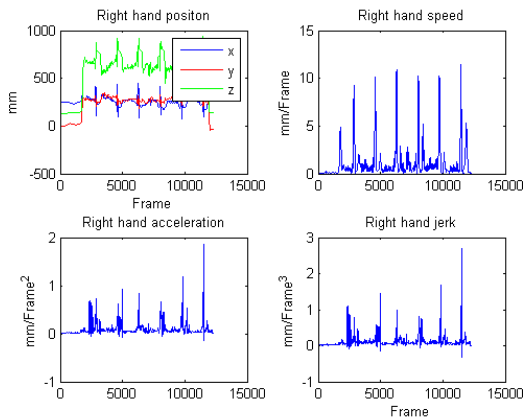 Right hand positon
1000
500
0
-500
mm
x
y
z
0
5000
10000
15000
Frame
Right hand speed
15
10
5
0
mm/Frame
0
5000
10000
15000
Right hand acceleration
2
1
0
-1
mm/Frame²
0
5000
10000
15000
Right hand jerk
3
2
1
0
-1
mm/Frame³
0
5000
10000
15000
Frame